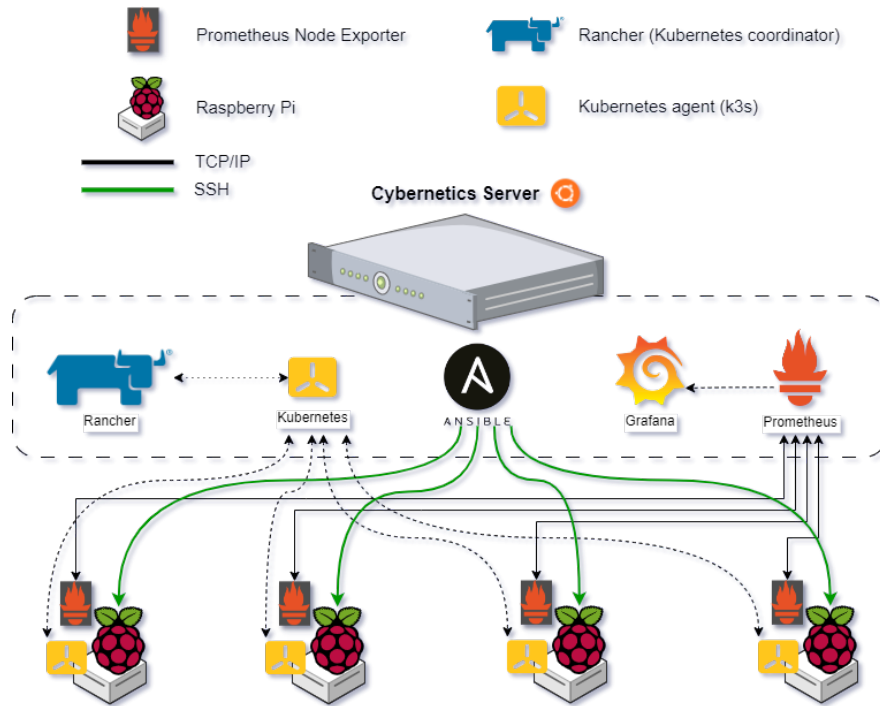 Prometheus Node Exporter
Rancher (Kubernetes coordinator)
Raspberry Pi
Kubernetes agent (k3s)
TCP/IP
SSH
Cybernetics Server
Rancher
Kubernetes
ANSIBLE
Grafana
Prometheus